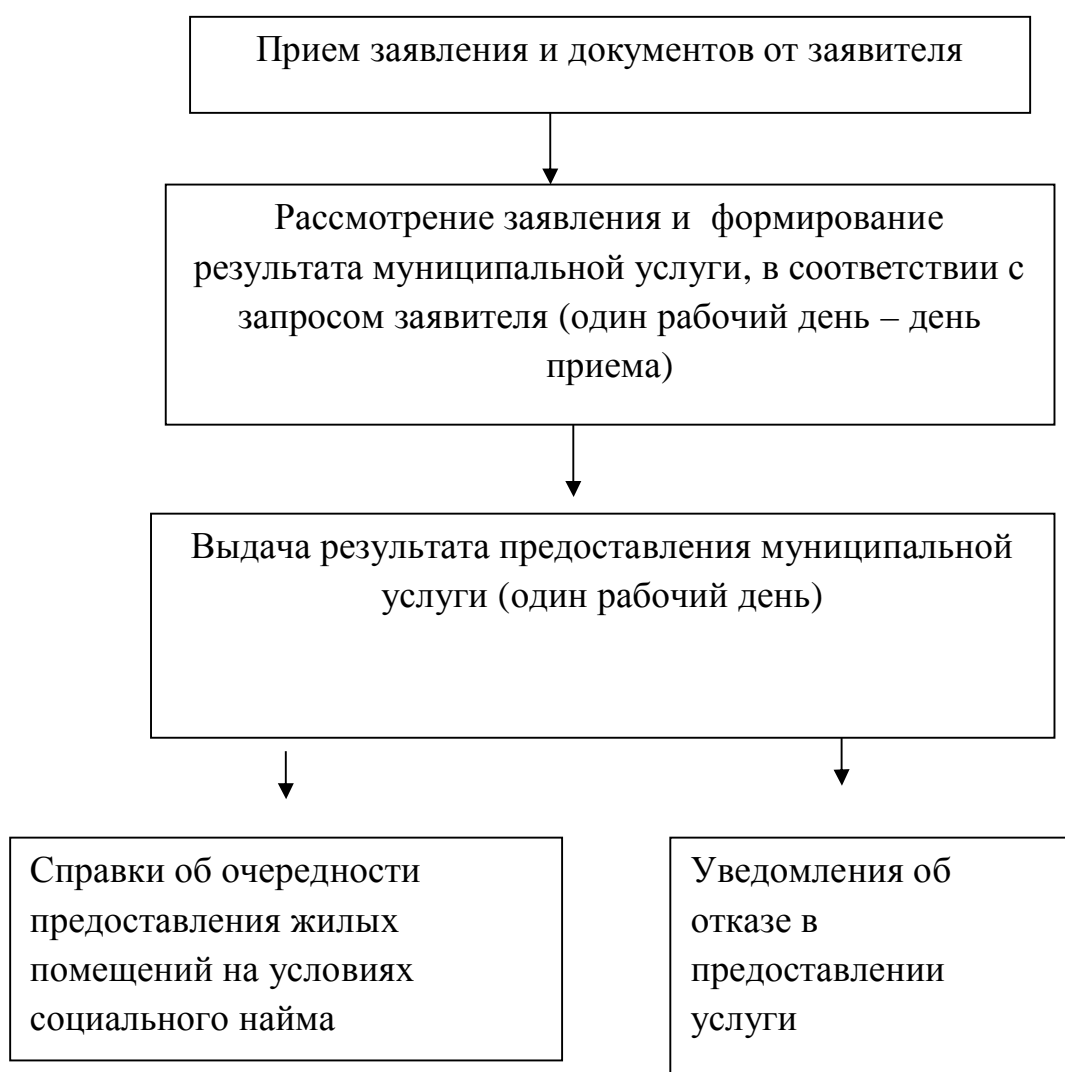 Прием заявления и документов от заявителя
Рассмотрение заявления и формирование
результата муниципальной услуги, в соответствии с
запросом заявителя (один рабочий день – день
приема)
Выдача результата предоставления муниципальной
услуги (один рабочий день)
Справки об очередности
предоставления жилых
помещений на условиях
социального найма
Уведомления об
отказе в
предоставлении
услуги